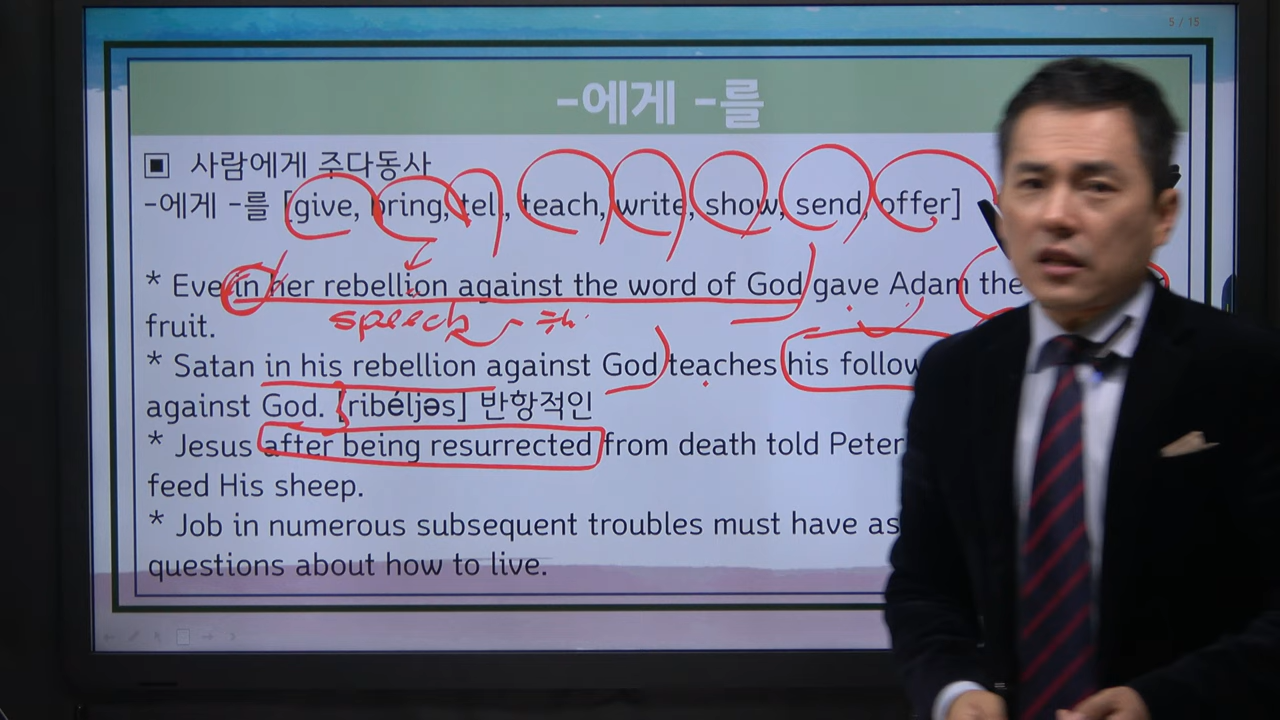 5 / 15
-에게 -를
▣ 사람에게 주다동사
-에게 -를 [give, bring, tell, teach, write, show, send, offer]
* Eve in her rebellion against the word of God gave Adam the
fruit.
speech
* Satan in his rebellion against God teaches his follow
against God. [ribéljəs] 반항적인
* Jesus after being resurrected from death told Peter
feed His sheep.
* Job in numerous subsequent troubles must have as
questions about how to live.